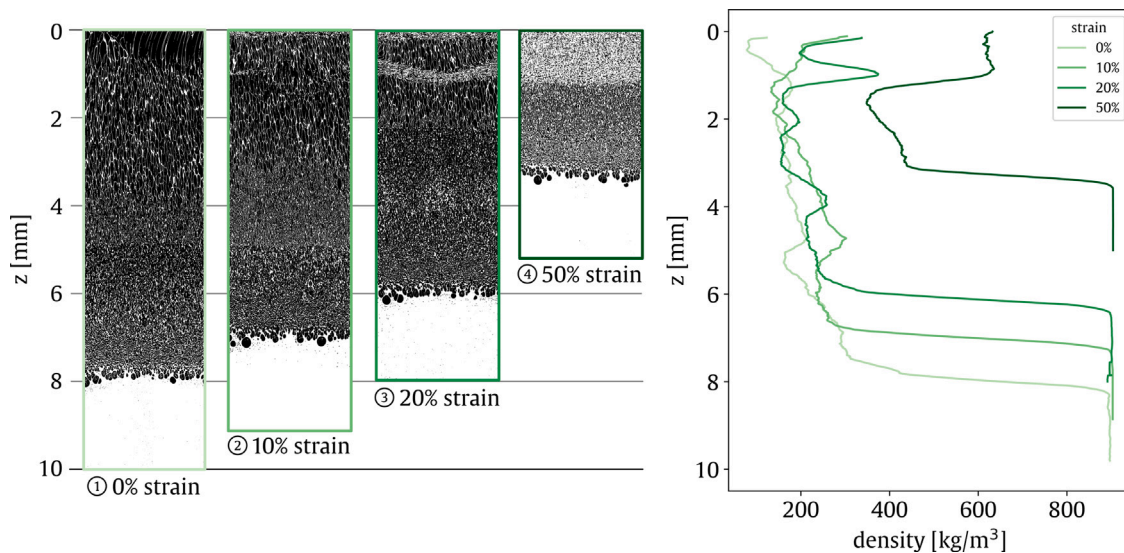 0
2
4
6
8
10
z [mm]
① 0% strain
② 10% strain
③ 20% strain
④ 50% strain
0
2
4
6
8
10
z [mm]
200
400
600
800
density [kg/m³]
strain
0%
10%
20%
50%